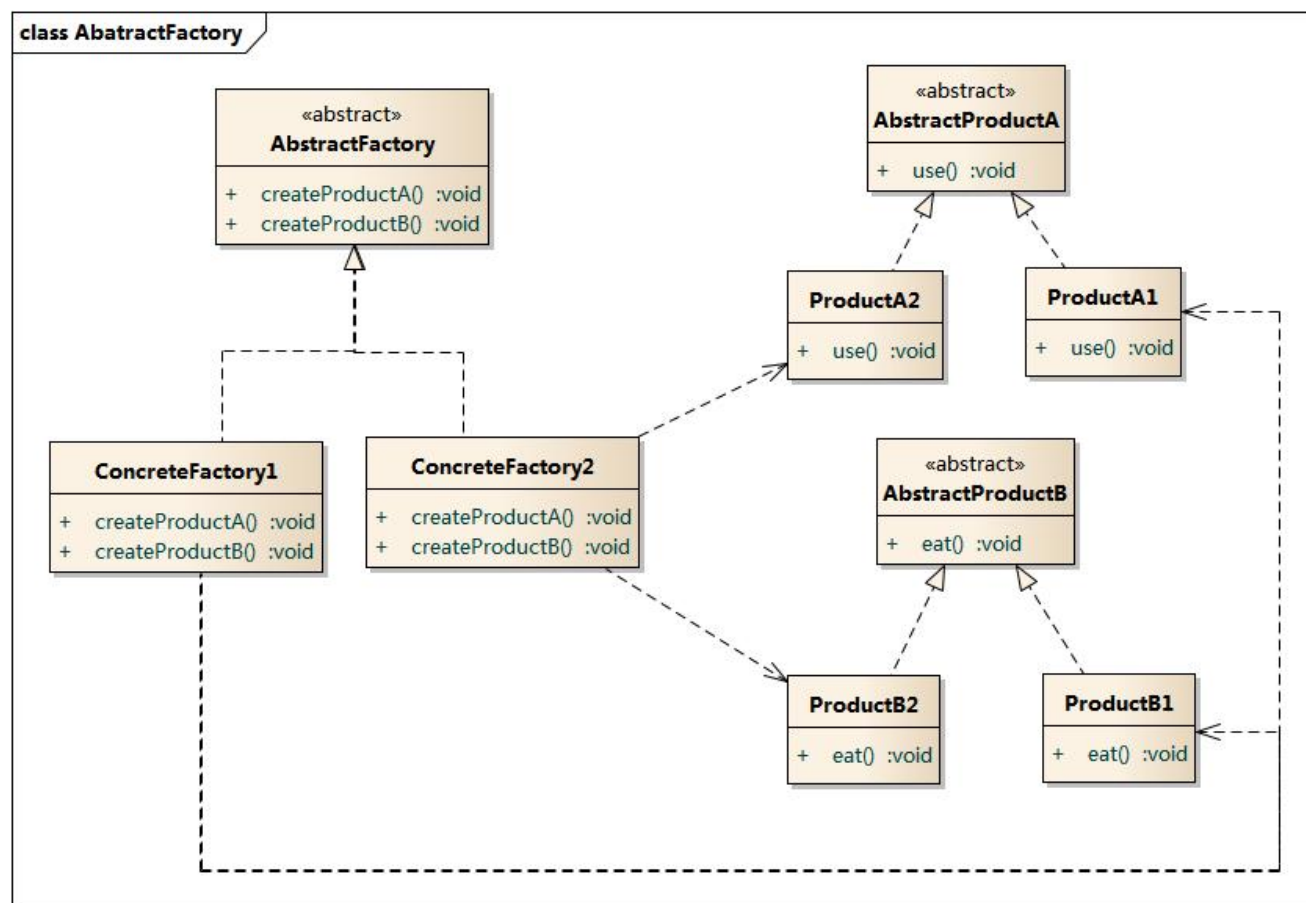 class AbatractFactory
«abstract»
AbstractFactory
+ createProductA() :void
+ createProductB() :void
«abstract»
AbstractProductA
+ use() :void
ProductA2
+ use() :void
ProductA1
+ use() :void
ConcreteFactory1
+ createProductA() :void
+ createProductB() :void
ConcreteFactory2
+ createProductA() :void
+ createProductB() :void
«abstract»
AbstractProductB
+ eat() :void
ProductB2
+ eat() :void
ProductB1
+ eat() :void